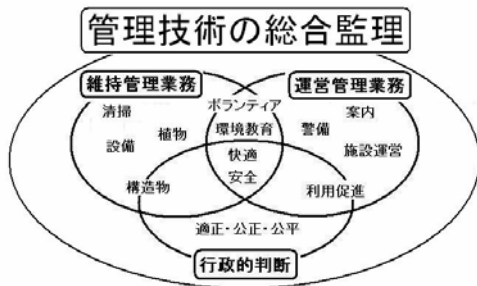 管理技術の総合監理
維持管理業務
運営管理業務
清掃
ボランティア
案内
植物
環境教育
警備
設備
快適
施設運営
安全
構造物
利用促進
適正・公正・公平
行政的判断